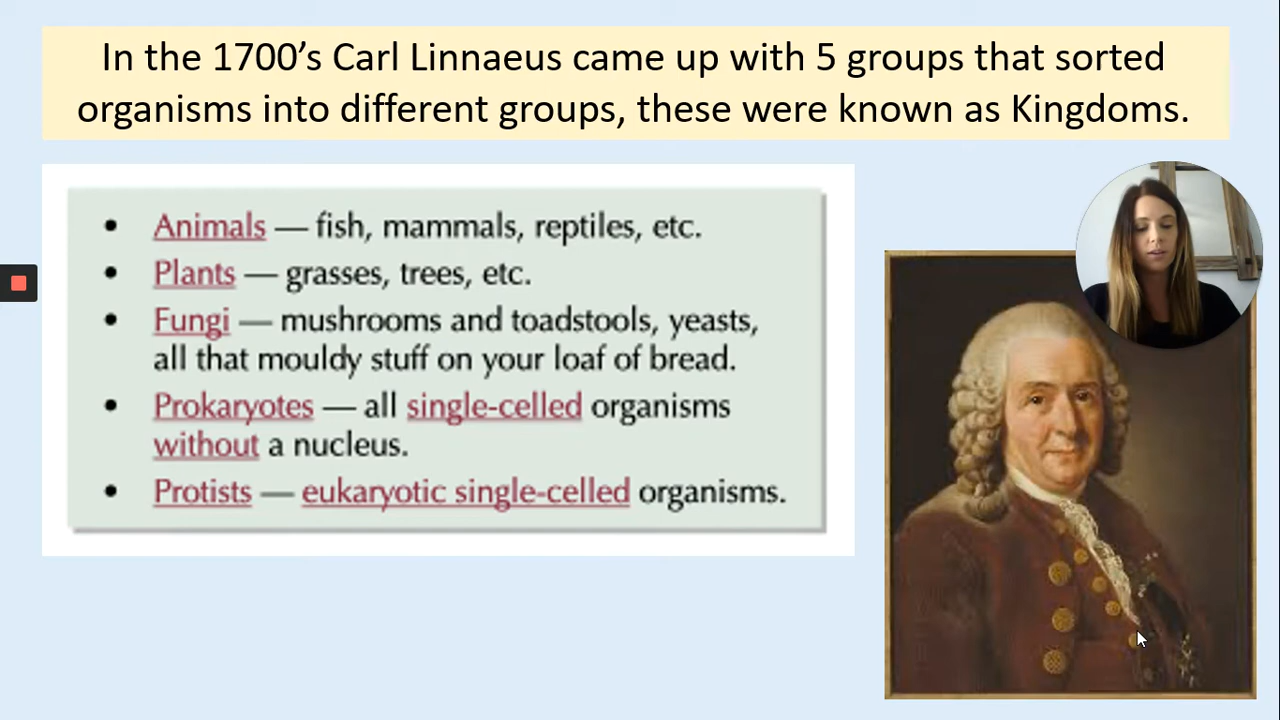 In the 1700’s Carl Linnaeus came up with 5 groups that sorted
organisms into different groups, these were known as Kingdoms.
• Animals — fish, mammals, reptiles, etc.
• Plants — grasses, trees, etc.
• Fungi — mushrooms and toadstools, yeasts,
all that mouldy stuff on your loaf of bread.
• Prokaryotes — all single-celled organisms
without a nucleus.
• Protists — eukaryotic single-celled organisms.